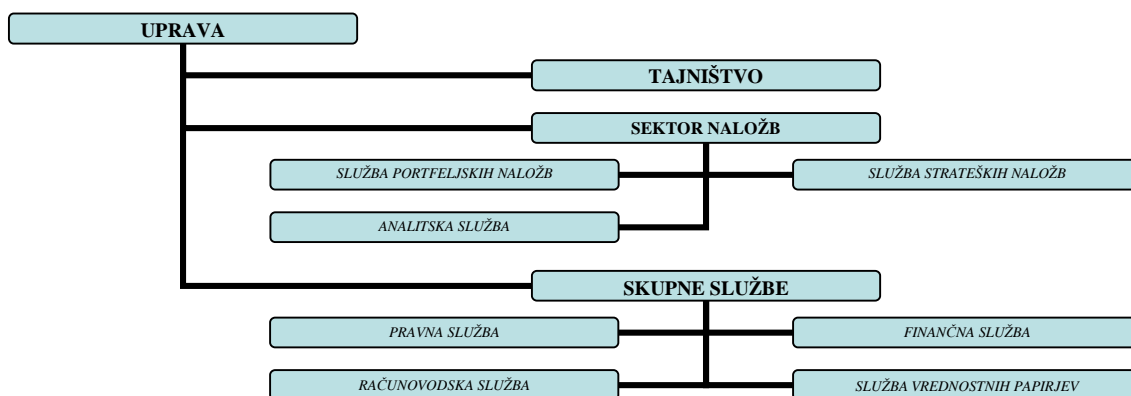 UPRAVA
TAJNIŠTVO
SEKTOR NALOŽB
SLUŽBA PORTFELJSKIH NALOŽB
SLUŽBA STRATEŠKIH NALOŽB
ANALITSKA SLUŽBA
SKUPNE SLUŽBE
PRAVNA SLUŽBA
FINANČNA SLUŽBA
RAČUNOVODSKA SLUŽBA
SLUŽBA VREDNOSTNIH PAPIRJEV